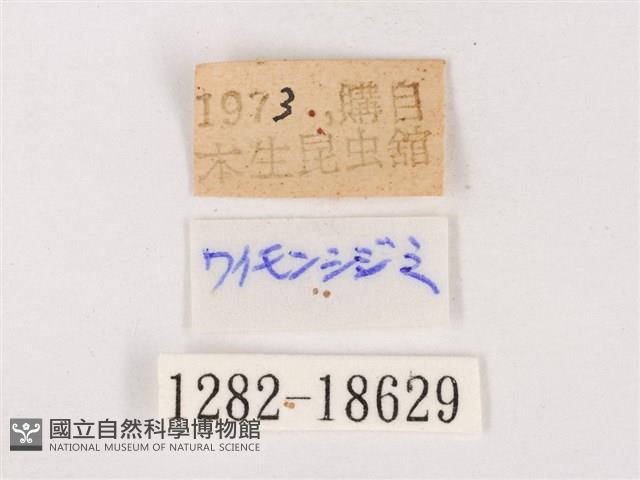 1973.,購自
木生昆虫舘
ワイモンシジミ
1282-18629
國立自然科學博物館
NATIONAL MUSEUM OF NATURAL SCIENCE